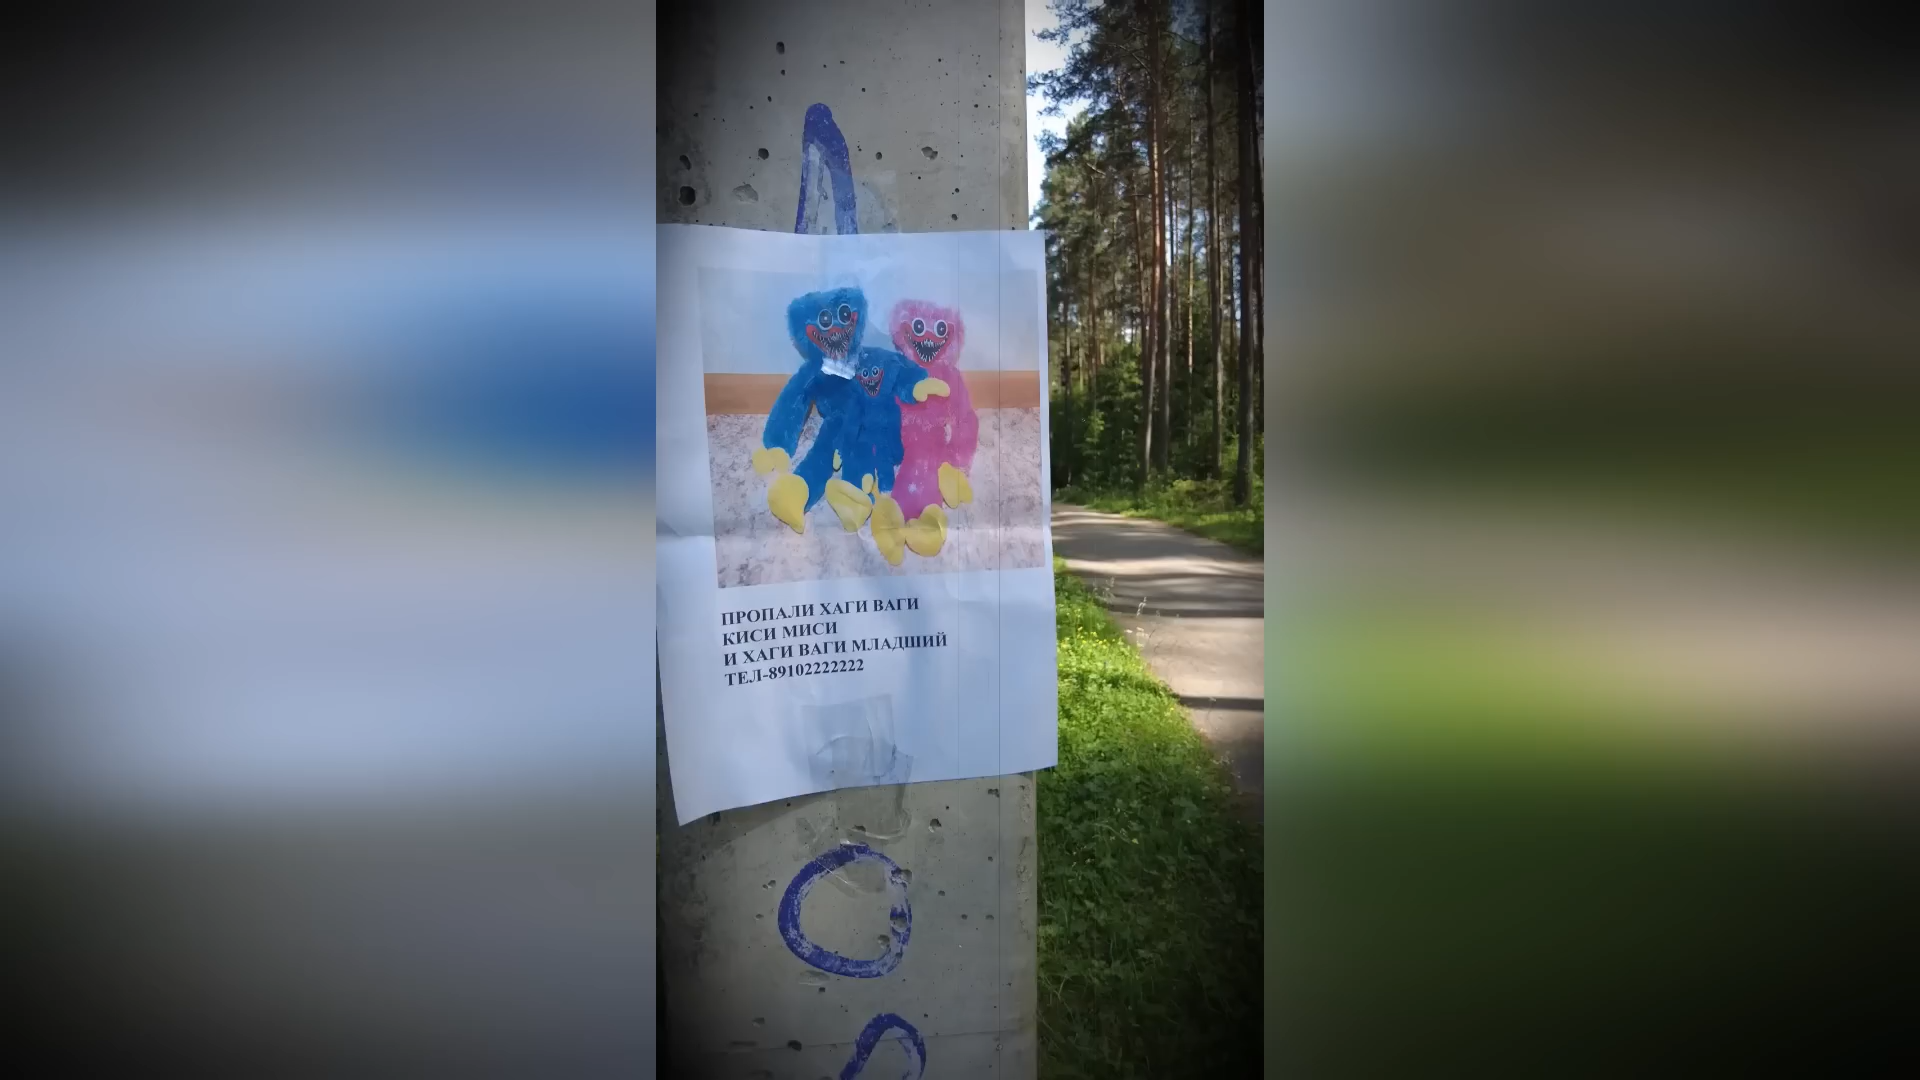 ПРОПАЛИ ХАГИ ВАГИ
КИСИ МИСИ
И ХАГИ ВАГИ МЛАДШИЙ
ТЕЛ-89102222222